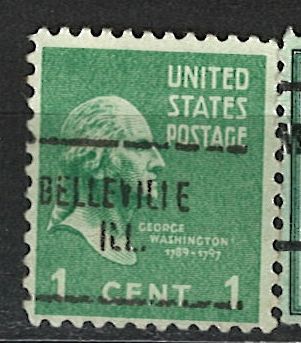 UNITED
STATES
POSTAGE
BELLEVILLE
ILL.
GEORGE
WASHINGTON
1789-1797
1 CENT 1